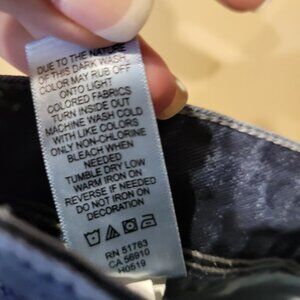 DUE TO THE NATURE
OF THIS DARK WASH,
COLOR MAY RUB OFF
ONTO LIGHT
COLORED FABRICS
TURN INSIDE OUT
MACHINE WASH COLD
WITH LIKE COLORS
ONLY NON-CHLORINE
BLEACH WHEN
NEEDED
TUMBLE DRY LOW
WARM IRON ON
REVERSE IF NEEDED
DO NOT IRON ON
DECORATION
RN 51763
CA 56910
H0519